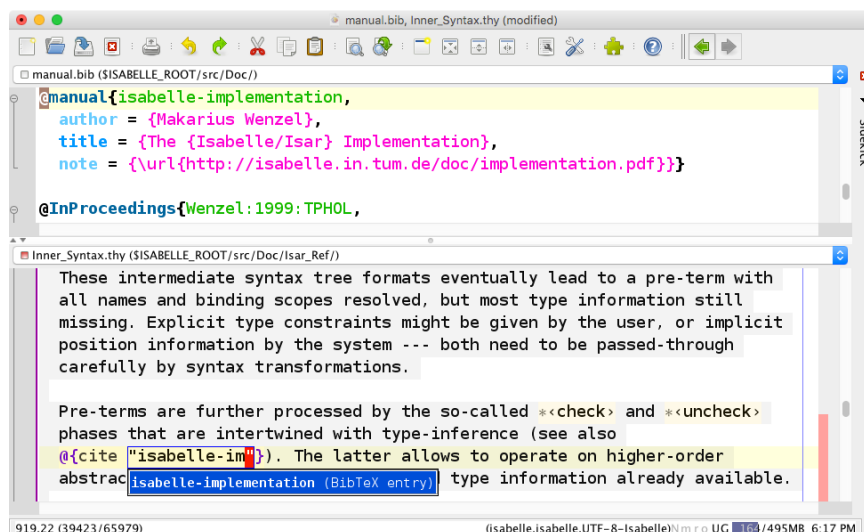 manual.bib, Inner_Syntax.thy (modified)
manual.bib ($ISABELLE_ROOT/src/Doc/)
@manual{isabelle-implementation,
author = {Makarius Wenzel},
title = {The {Isabelle/Isar} Implementation},
note = {\url{http://isabelle.in.tum.de/doc/implementation.pdf}}}
@InProceedings{Wenzel:1999:TPHOL,
Inner_Syntax.thy ($ISABELLE_ROOT/src/Doc/Isar_Ref/)
These intermediate syntax tree formats eventually lead to a pre-term with
all names and binding scopes resolved, but most type information still
missing. Explicit type constraints might be given by the user, or implicit
position information by the system --- both need to be passed-through
carefully by syntax transformations.
Pre-terms are further processed by the so-called *‹check› and *‹uncheck›
phases that are intertwined with type-inference (see also
@{cite "isabelle-im"}). The latter allows to operate on higher-order
abstrac type information already available.
isabelle-implementation (BibTeX entry)
919,22 (39423/65979) (isabelle,isabelle,UTF-8-Isabelle)N m r o UG 164/495MB 6:17 PM